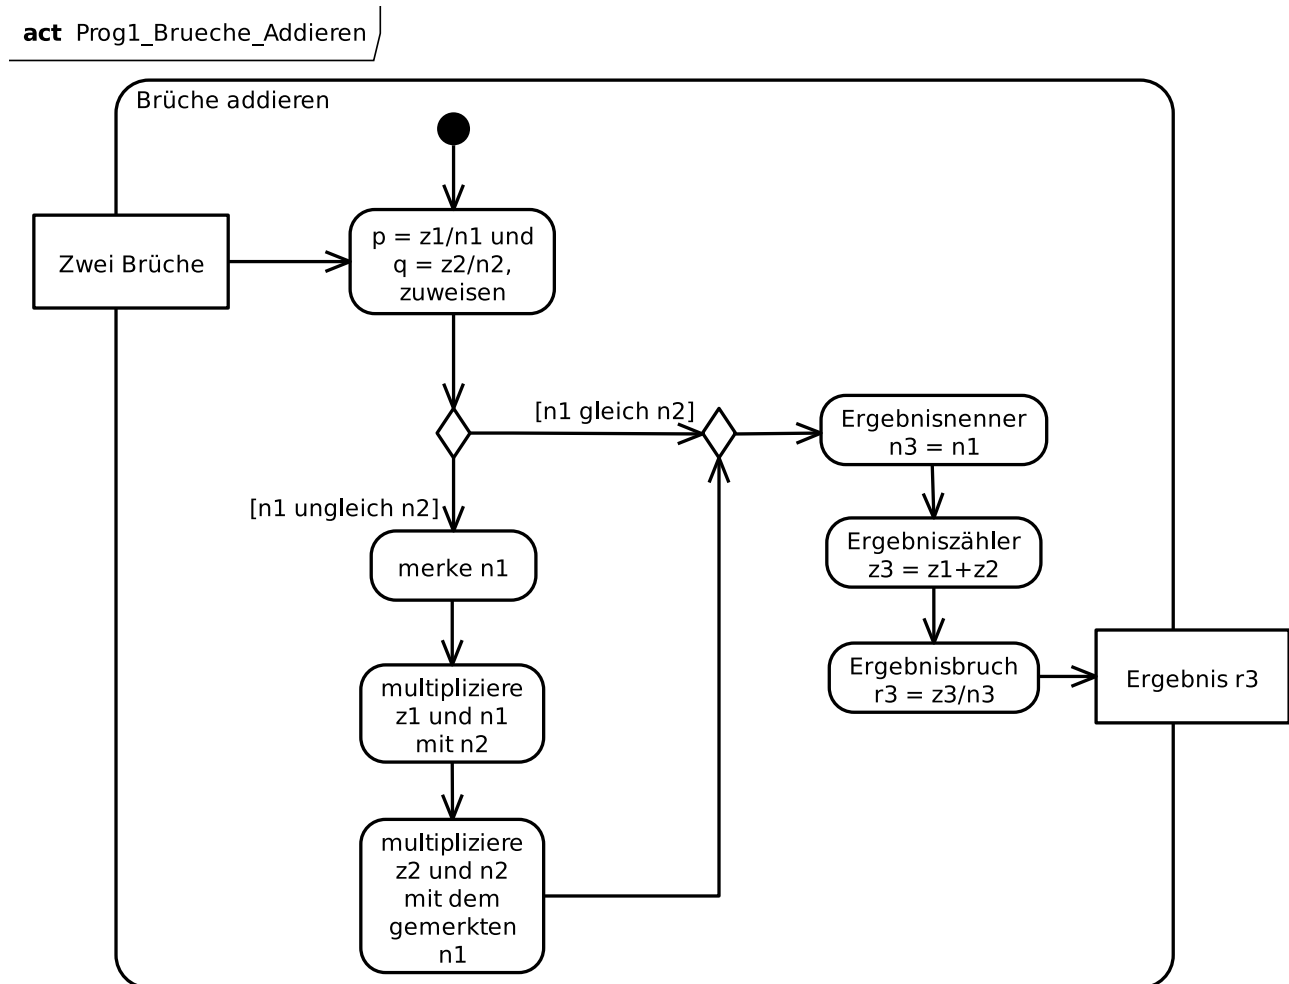 act Prog1_Brueche_Addieren
Brüche addieren
Zwei Brüche
p = z1/n1 und
q = z2/n2,
zuweisen
[n1 gleich n2]
[n1 ungleich n2]
merke n1
multipliziere
z1 und n1
mit n2
multipliziere
z2 und n2
mit dem
gemerkten
n1
Ergebnisnenner
n3 = n1
Ergebniszähler
z3 = z1+z2
Ergebnisbruch
r3 = z3/n3
Ergebnis r3